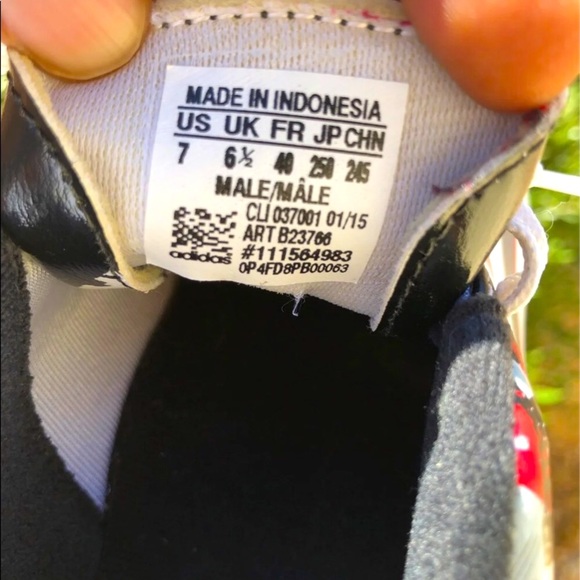 MADE IN INDONESIA
US UK FR JP CHN
7 6½ 40 250 245
MALE/MÂLE
CLI 037001 01/15
ART B23766
#111564983
adidas 0P4FD8PB00063